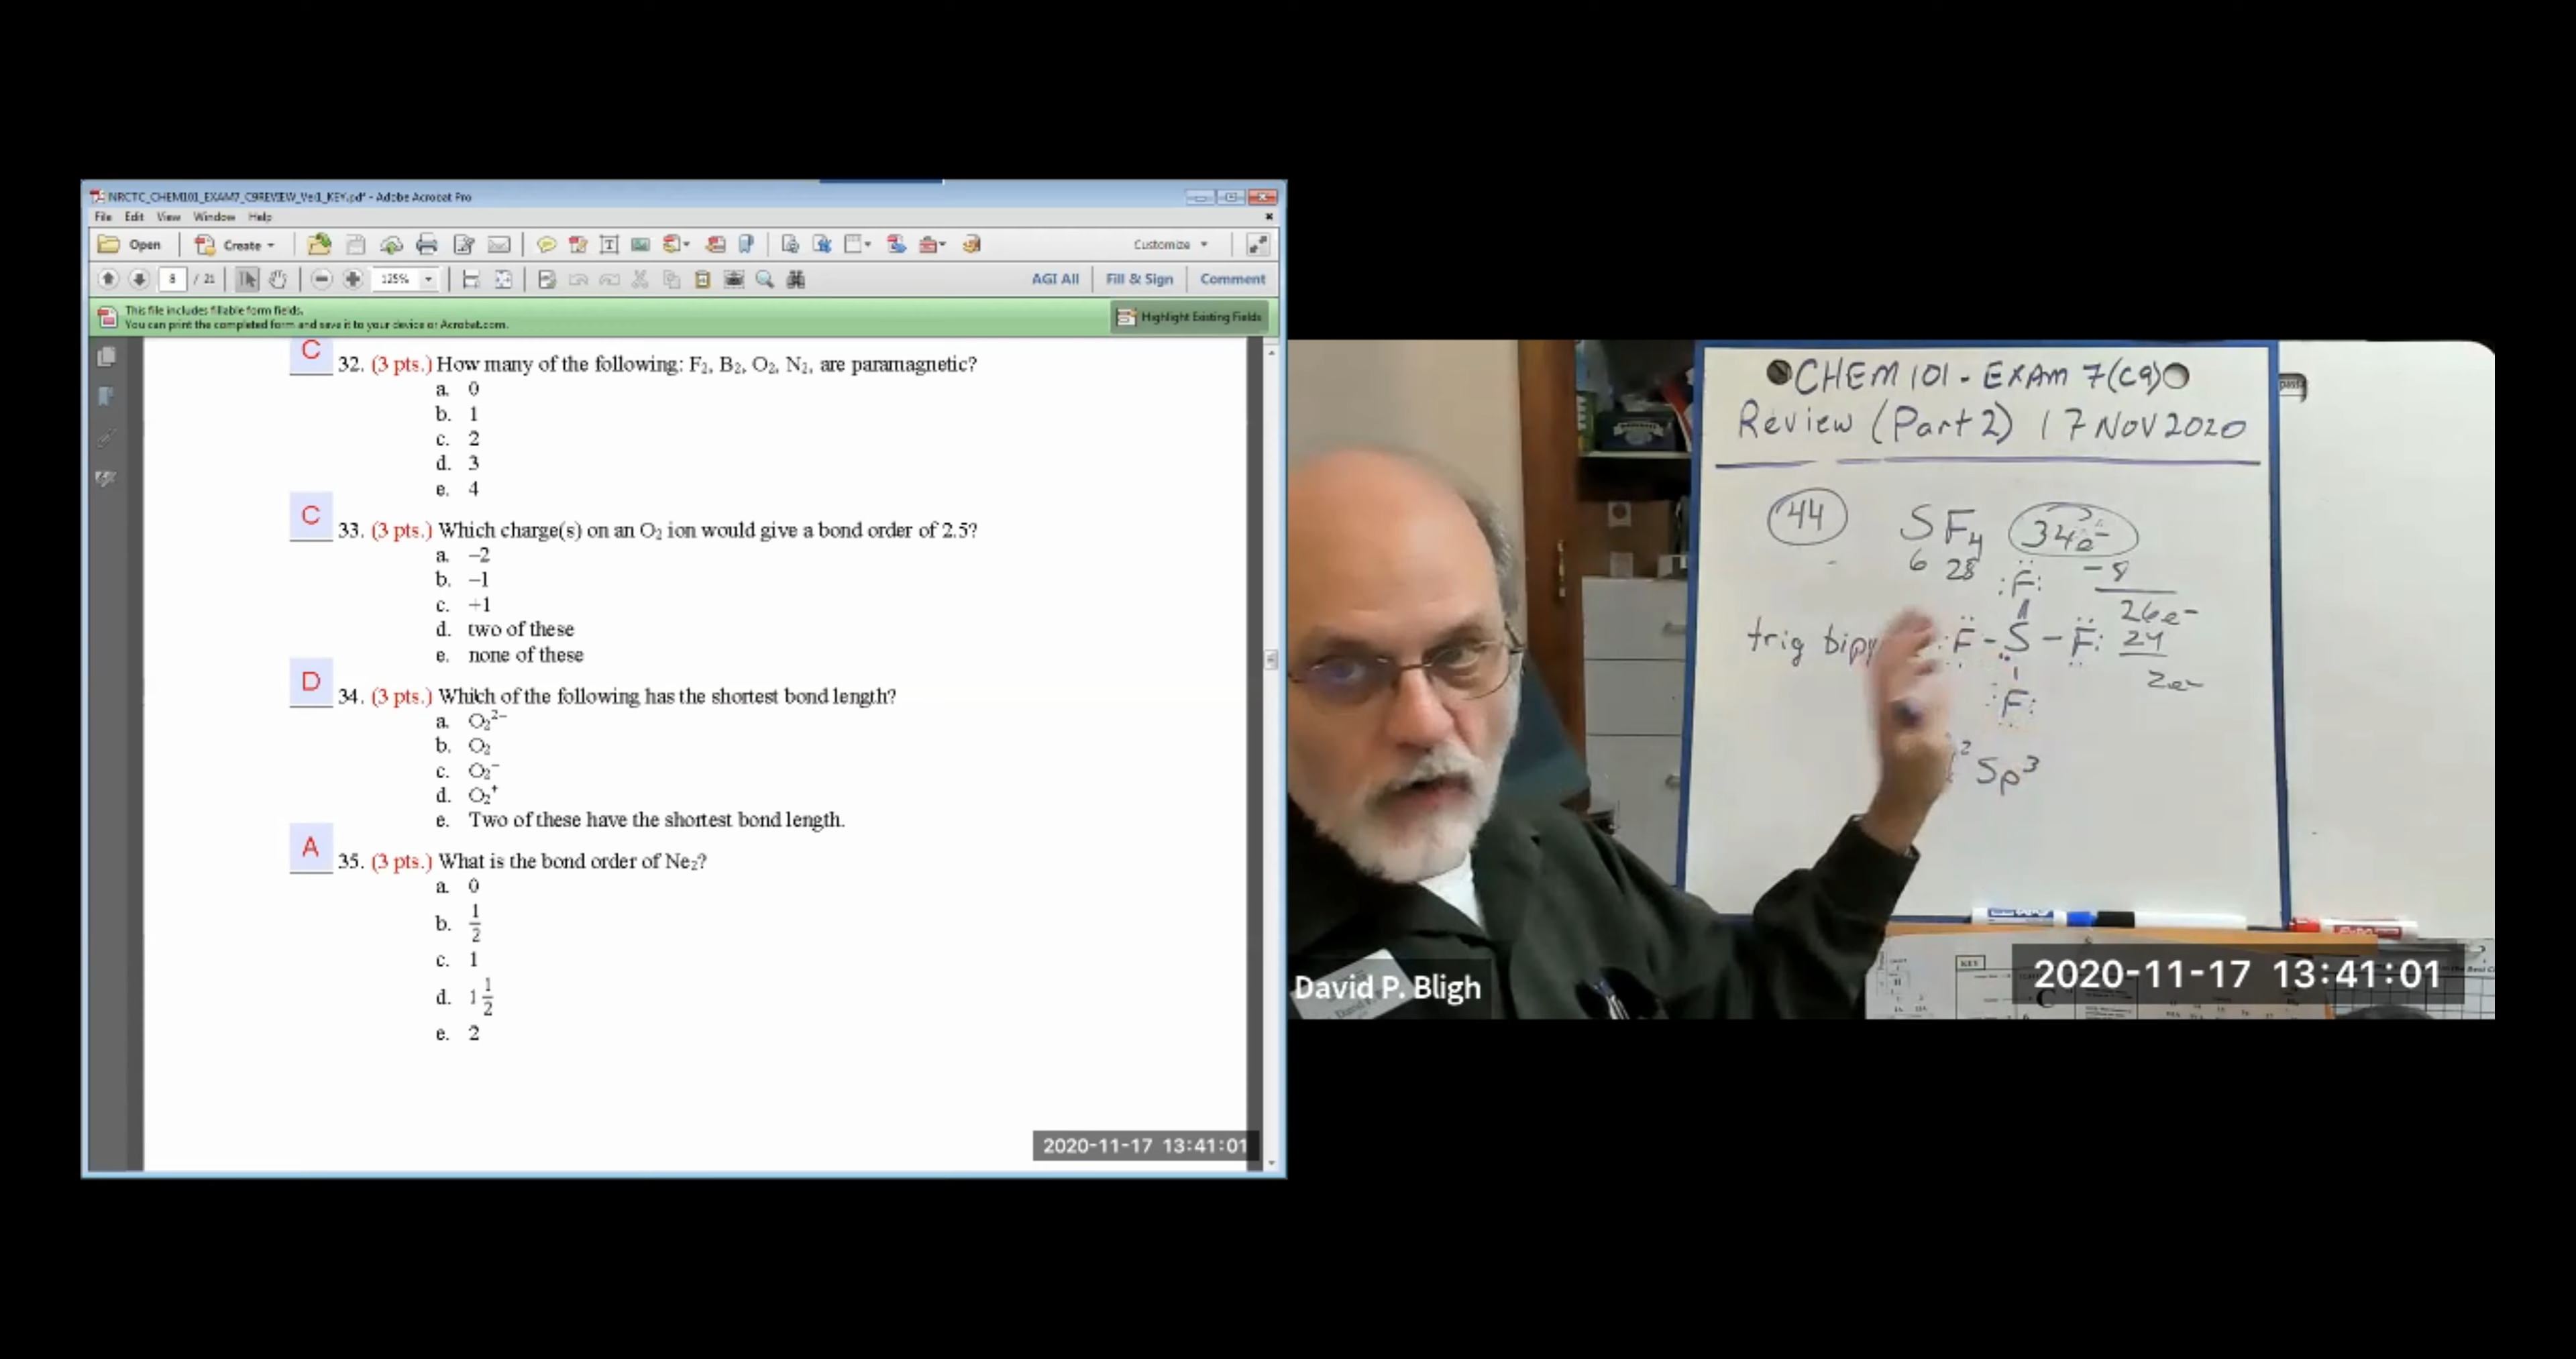 NRCTC_CHEM101_EXAM7_C9REVIEW_Ver1_KEY.pdf* - Adobe Acrobat Pro
File Edit View Window Help
Open Create Customize
8 / 21 125% AGI All Fill & Sign Comment
This file includes fillable form fields.
You can print the completed form and save it to your device or Acrobat.com.
Highlight Existing Fields
C 32. (3 pts.) How many of the following: F₂, B₂, O₂, N₂, are paramagnetic?
a. 0
b. 1
c. 2
d. 3
e. 4
C 33. (3 pts.) Which charge(s) on an O₂ ion would give a bond order of 2.5?
a. –2
b. –1
c. +1
d. two of these
e. none of these
D 34. (3 pts.) Which of the following has the shortest bond length?
a. O₂²⁻
b. O₂
c. O₂⁻
d. O₂⁺
e. Two of these have the shortest bond length.
A 35. (3 pts.) What is the bond order of Ne₂?
a. 0
b. 1/2
c. 1
d. 1 1/2
e. 2
2020-11-17 13:41:01
CHEM 101 - EXAM 7 (C9)
Review (Part 2) 17 NOV 2020
44 SF₄ 34e⁻
6 28 :F: -8
26e⁻
trig bipy F - S - F: 24
2e⁻
:F:
² sp³
KEY
David P. Bligh
2020-11-17 13:41:01